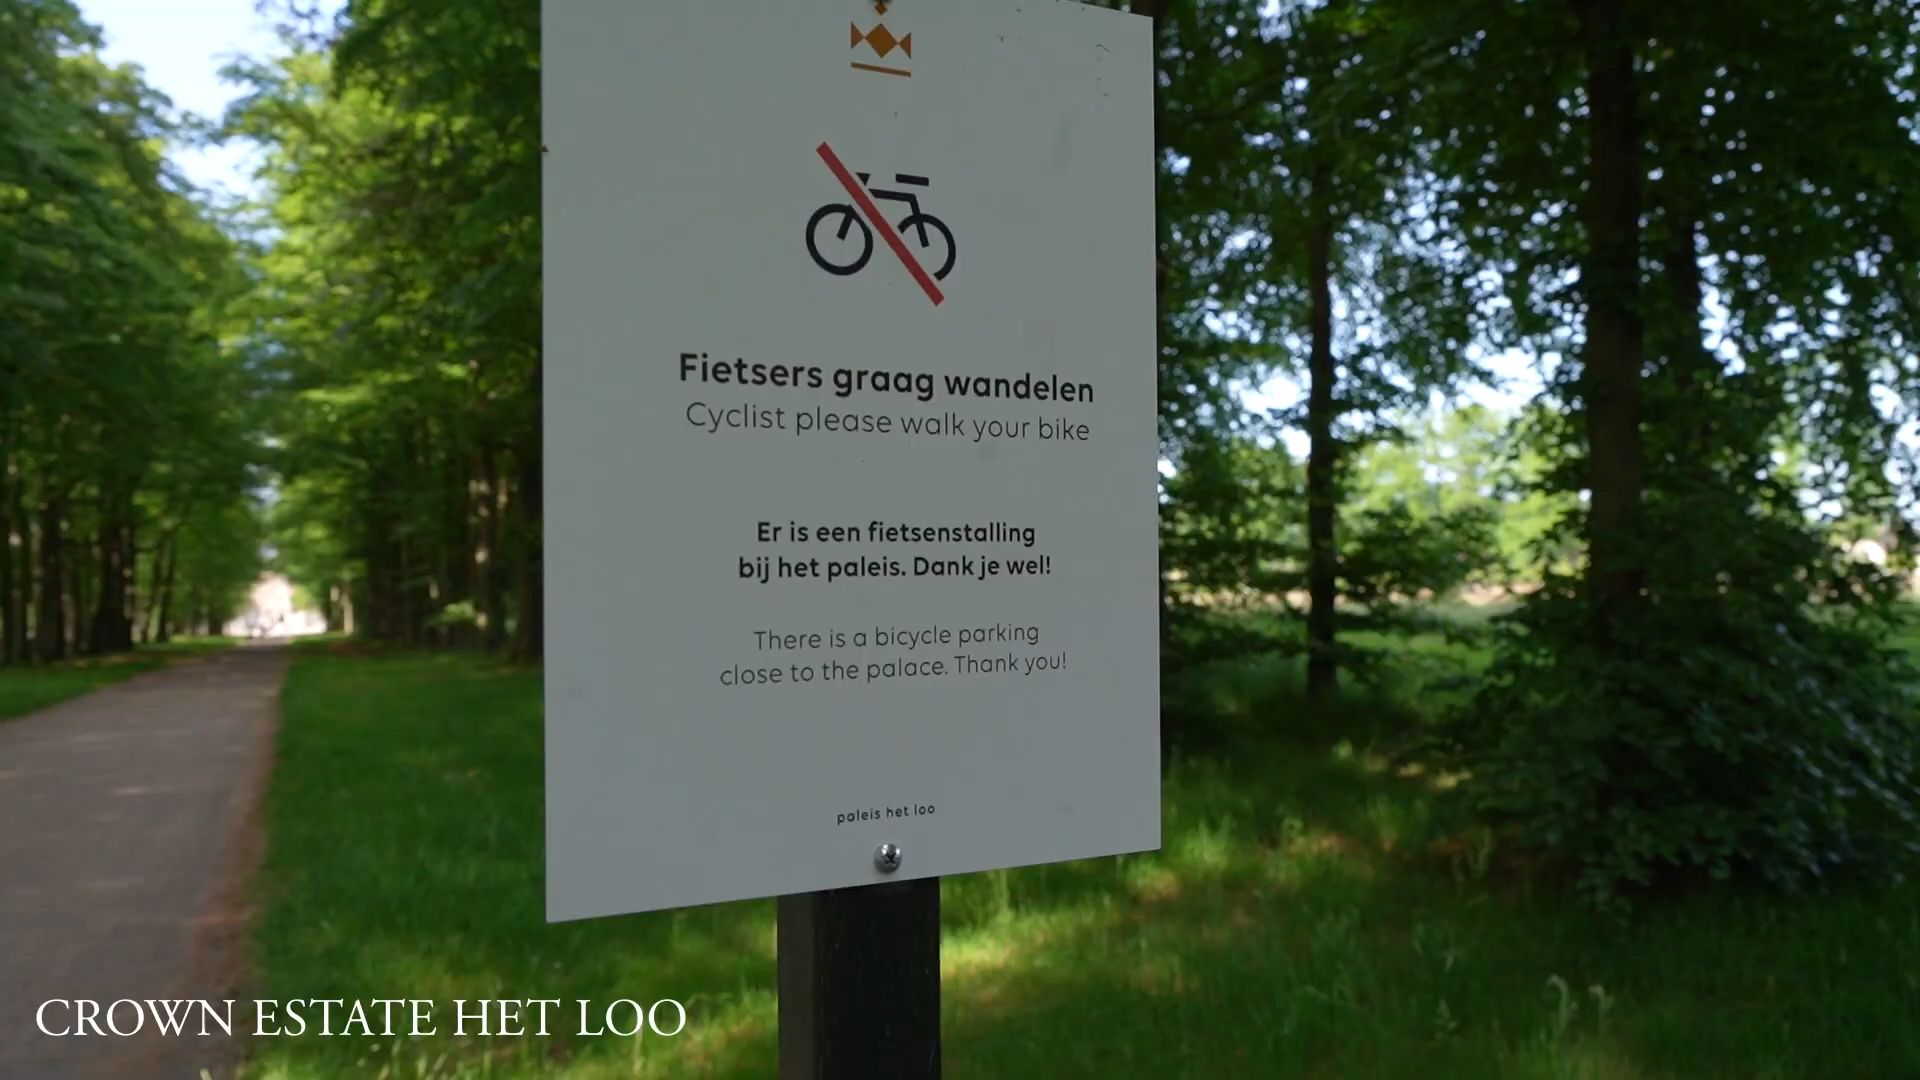 Fietsers graag wandelen
Cyclist please walk your bike
Er is een fietsenstalling
bij het paleis. Dank je wel!
There is a bicycle parking
close to the palace. Thank you!
paleis het loo
CROWN ESTATE HET LOO